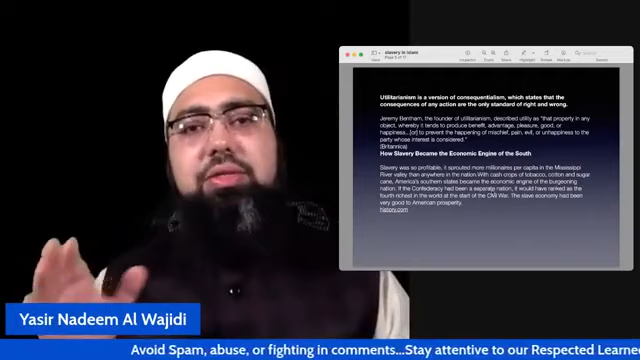 slavery in islam
Utilitarianism is a version of consequentialism, which states that the
consequences of any action are the only standard of right and wrong.
Jeremy Bentham, the founder of utilitarianism, described utility as "that property in any
object, whereby it tends to produce benefit, advantage, pleasure, good, or
happiness...[or] to prevent the happening of mischief, pain, evil, or unhappiness to the
party whose interest is considered."
(Britannica)
How Slavery Became the Economic Engine of the South
Slavery was so profitable, it sprouted more millionaires per capita in the Mississippi
River valley than anywhere in the nation. With cash crops of tobacco, cotton and sugar
cane, America's southern states became the economic engine of the burgeoning
nation. If the Confederacy had been a separate nation, it would have ranked as the
fourth richest in the world at the start of the Civil War. The slave economy had been
very good to American prosperity.
history.com
Yasir Nadeem Al Wajidi
Avoid Spam, abuse, or fighting in comments...Stay attentive to our Respected Learne